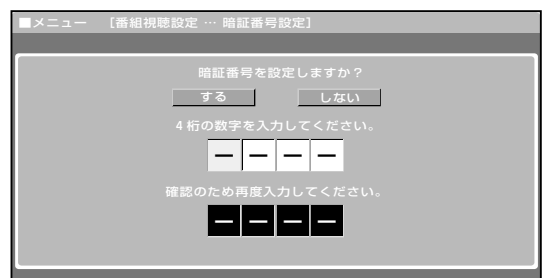 ■メニュー [番組視聴設定 … 暗証番号設定]
暗証番号を設定しますか？
する しない
4桁の数字を入力してください。
— — — —
確認のため再度入力してください。
— — — —